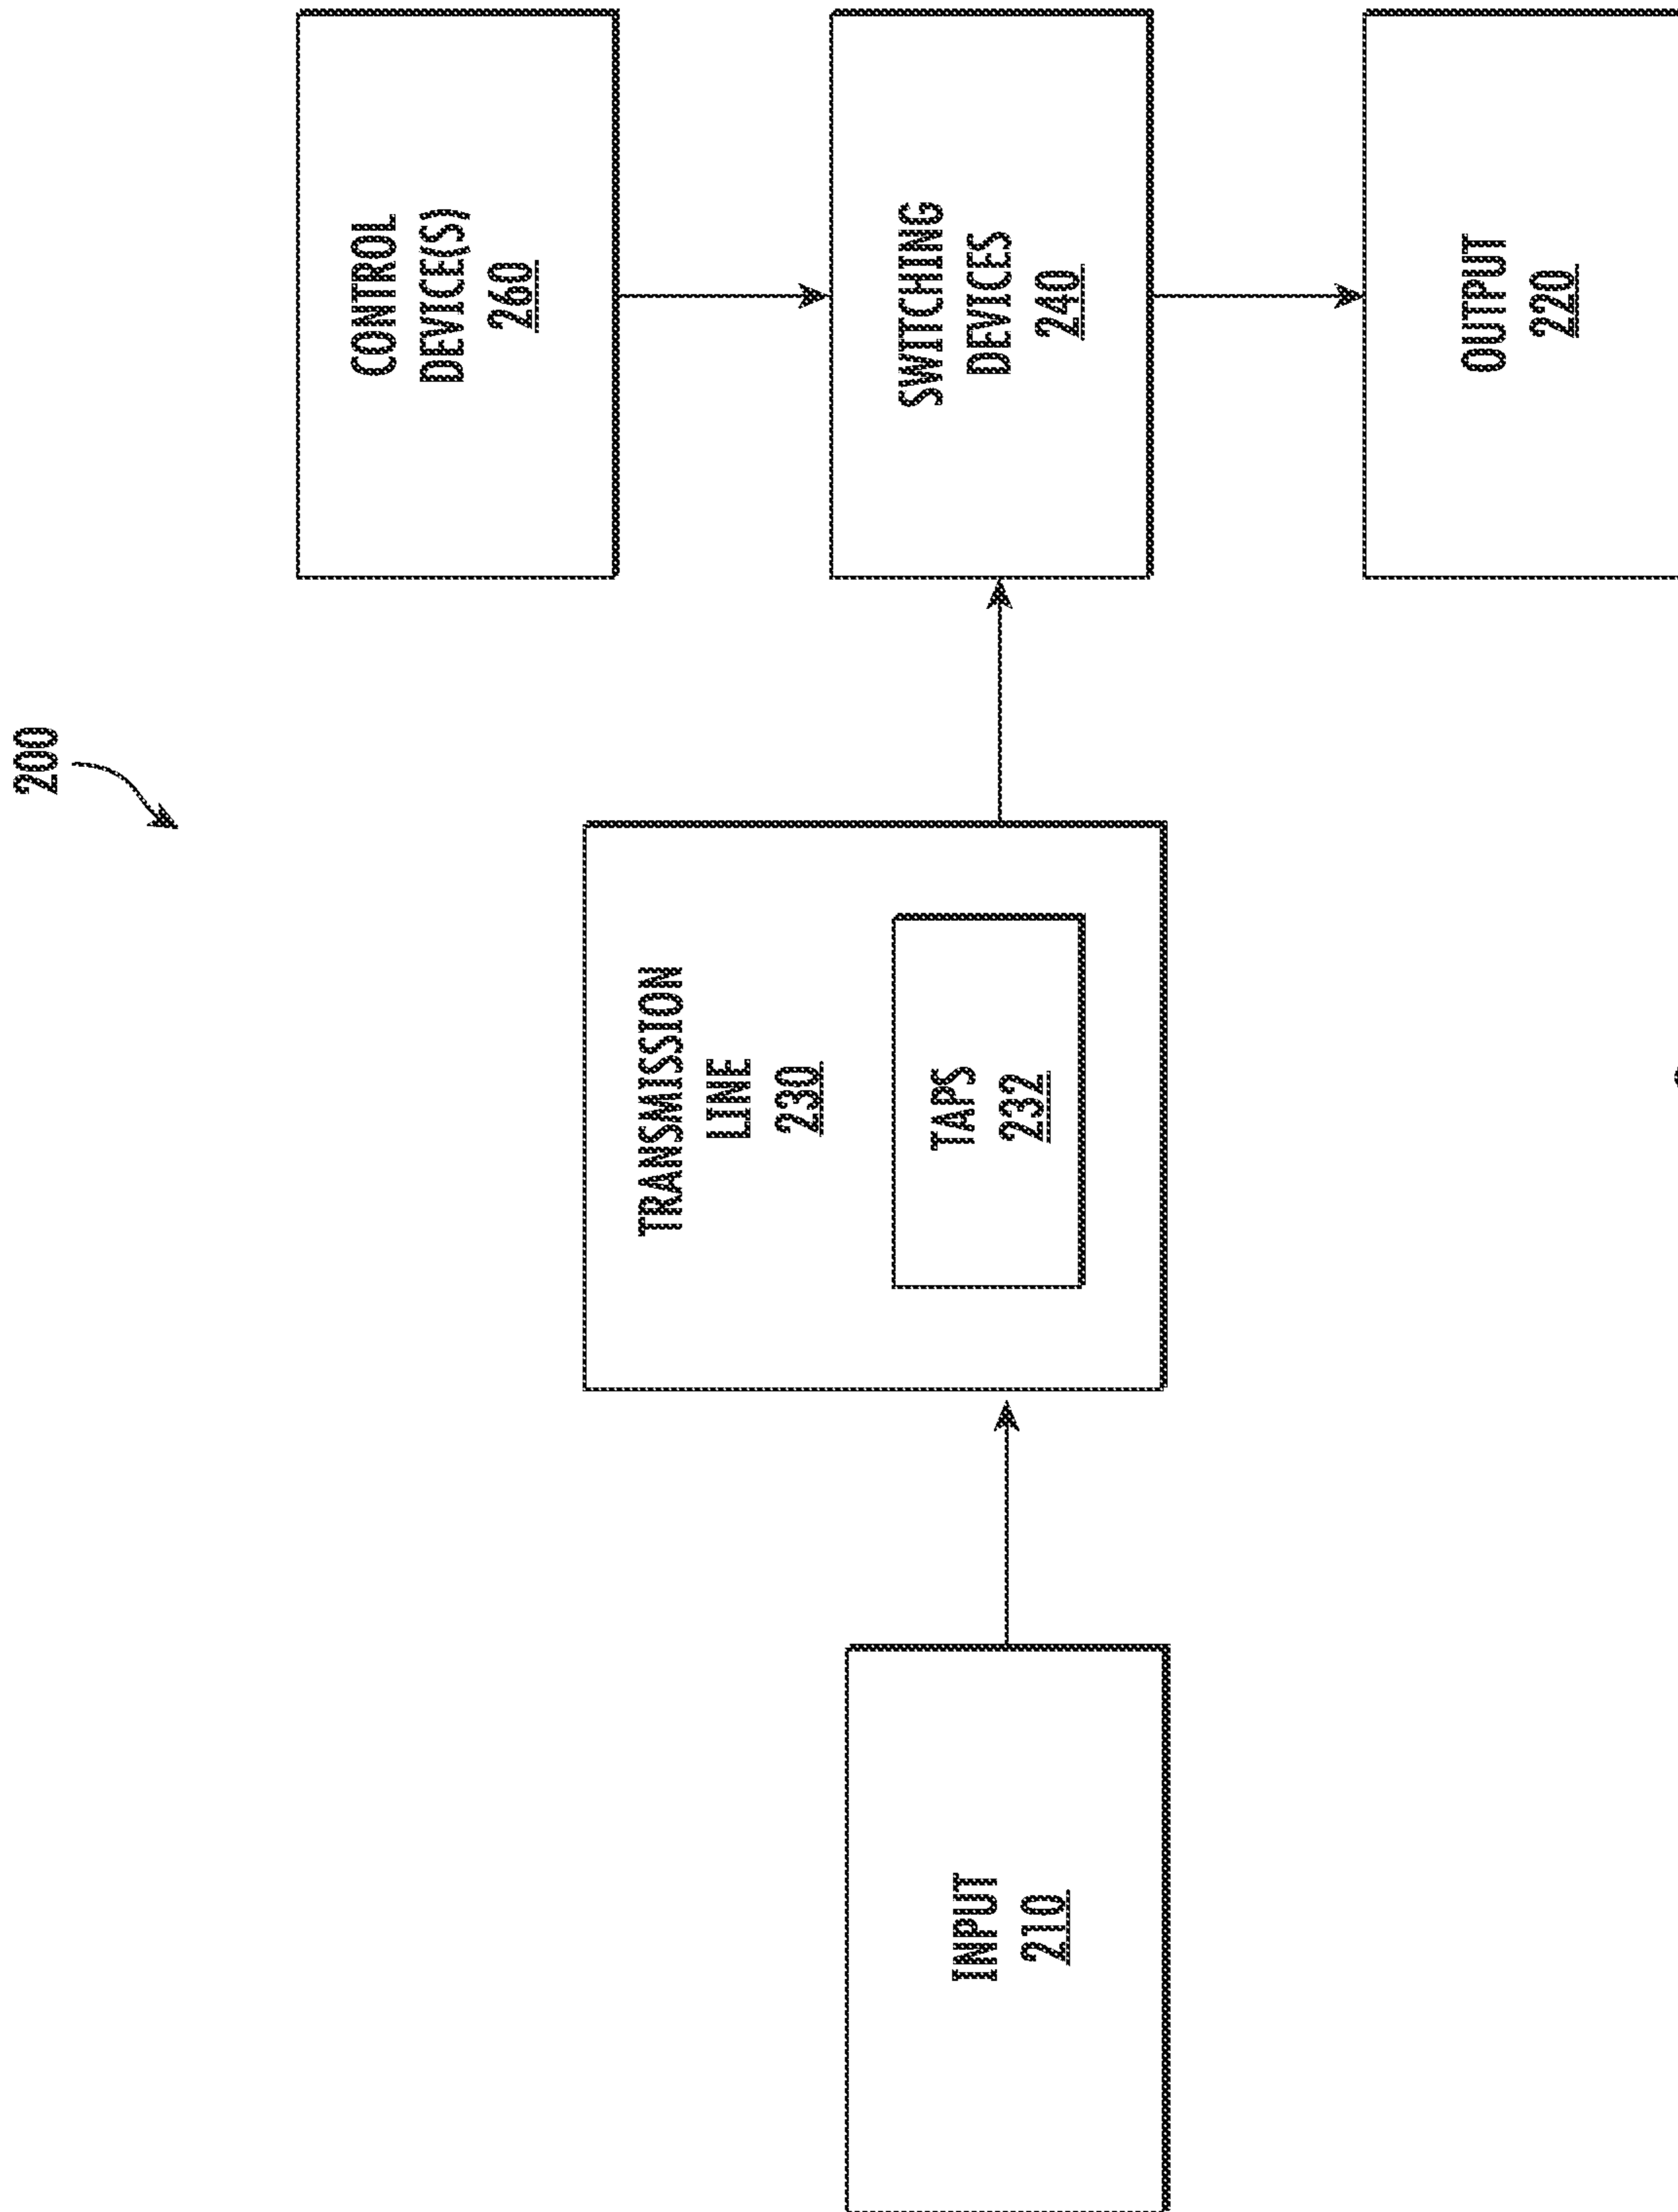 200
CONTROL
DEVICE(S)
260
SWITCHING
DEVICES
240
OUTPUT
220
TRANSMISSION
LINE
230
TAPS
232
INPUT
210